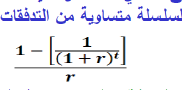 لسلسلة متساوية من التدفقات
1 − [1 / (1 + r)^t]
r